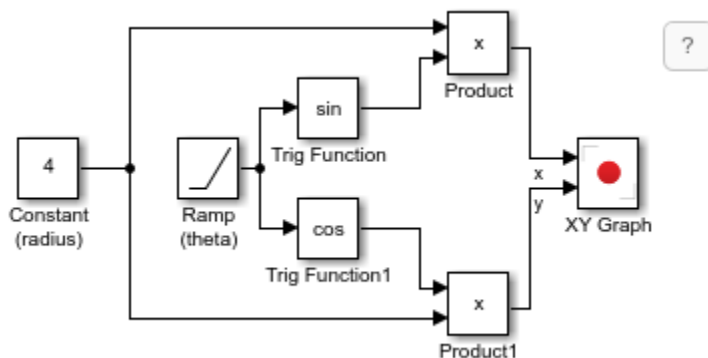 x
Product
?
sin
Trig Function
4
Constant
(radius)
Ramp
(theta)
x
y
XY Graph
cos
Trig Function1
x
Product1